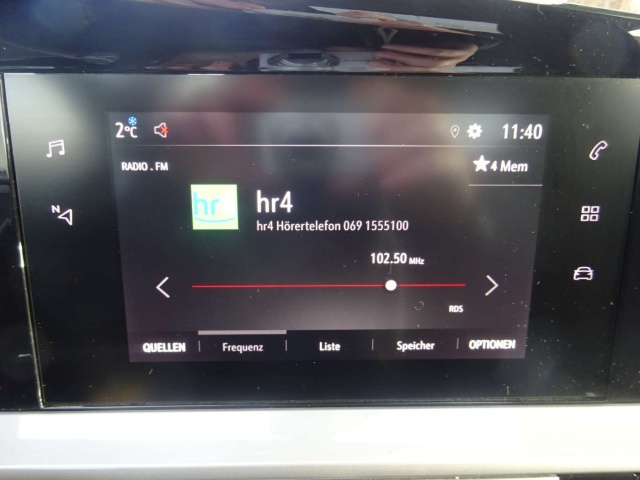 2°C 11:40
RADIO . FM
4 Mem
hr4
hr4
hr4 Hörertelefon 069 1555100
102.50 MHz
N
RDS
QUELLEN Frequenz Liste Speicher OPTIONEN